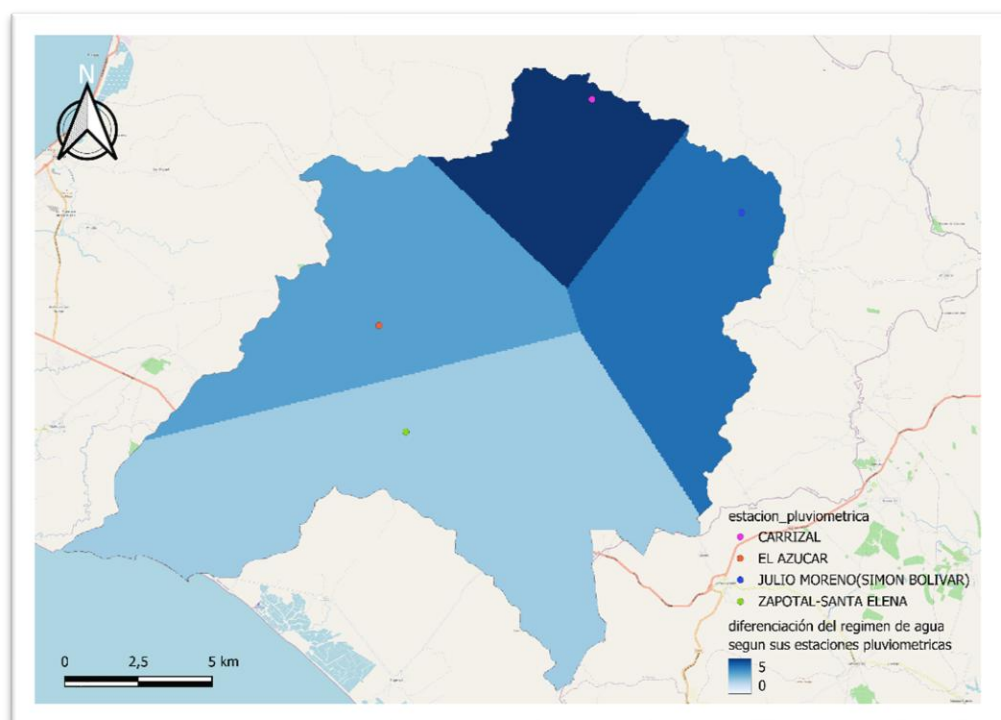 N
estacion_pluviometrica
CARRIZAL
EL AZUCAR
JULIO MORENO(SIMON BOLIVAR)
ZAPOTAL-SANTA ELENA
diferenciación del regimen de agua
segun sus estaciones pluviometricas
5
0
0 2,5 5 km